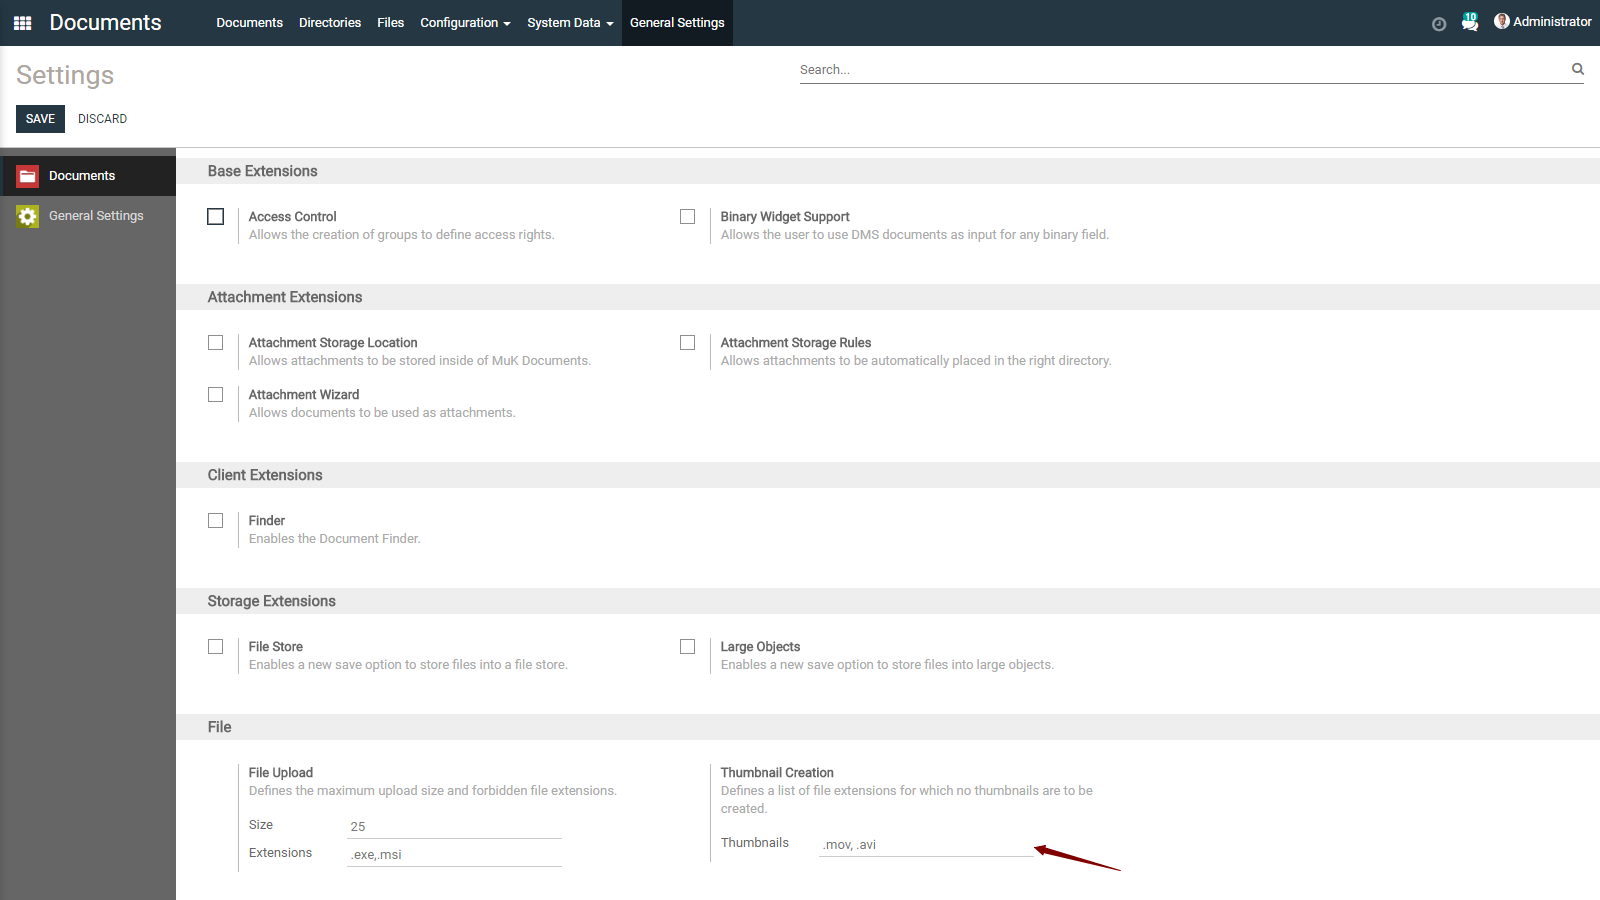 Documents Documents Directories Files Configuration System Data General Settings 10 Administrator
Settings
Search...
SAVE DISCARD
Documents
General Settings
Base Extensions
Access Control
Allows the creation of groups to define access rights.
Binary Widget Support
Allows the user to use DMS documents as input for any binary field.
Attachment Extensions
Attachment Storage Location
Allows attachments to be stored inside of MuK Documents.
Attachment Storage Rules
Allows attachments to be automatically placed in the right directory.
Attachment Wizard
Allows documents to be used as attachments.
Client Extensions
Finder
Enables the Document Finder.
Storage Extensions
File Store
Enables a new save option to store files into a file store.
Large Objects
Enables a new save option to store files into large objects.
File
File Upload
Defines the maximum upload size and forbidden file extensions.
Size 25
Extensions .exe,.msi
Thumbnail Creation
Defines a list of file extensions for which no thumbnails are to be
created.
Thumbnails .mov, .avi